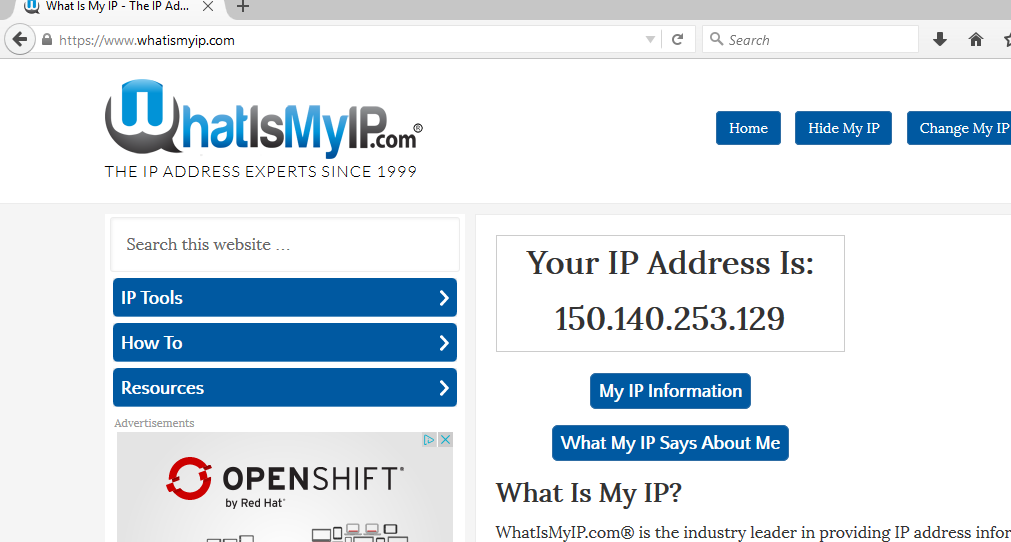 What Is My IP - The IP Ad...
https://www.whatismyip.com
Search
WhatIsMyIP.com®
THE IP ADDRESS EXPERTS SINCE 1999
Home
Hide My IP
Change My IP
Search this website …
IP Tools
How To
Resources
Advertisements
OPENSHIFT®
by Red Hat®
Your IP Address Is:
150.140.253.129
My IP Information
What My IP Says About Me
What Is My IP?
WhatIsMyIP.com® is the industry leader in providing IP address infor